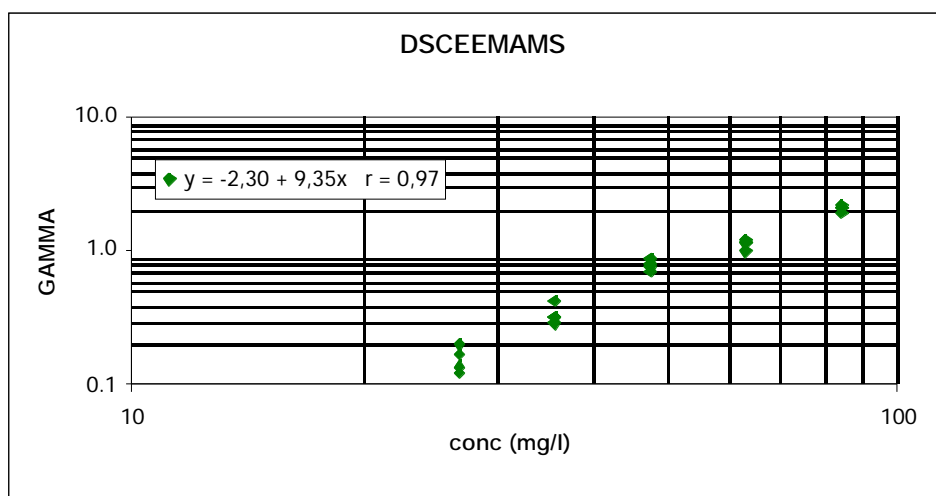 DSCEEMAMS
10.0
y = -2,30 + 9,35x r = 0,97
1.0
GAMMA
0.1
10
100
conc (mg/l)